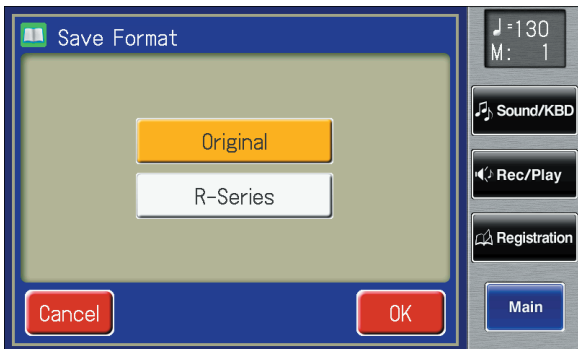 Save Format
Original
R-Series
Cancel
OK
♩=130
M: 1
Sound/KBD
Rec/Play
Registration
Main